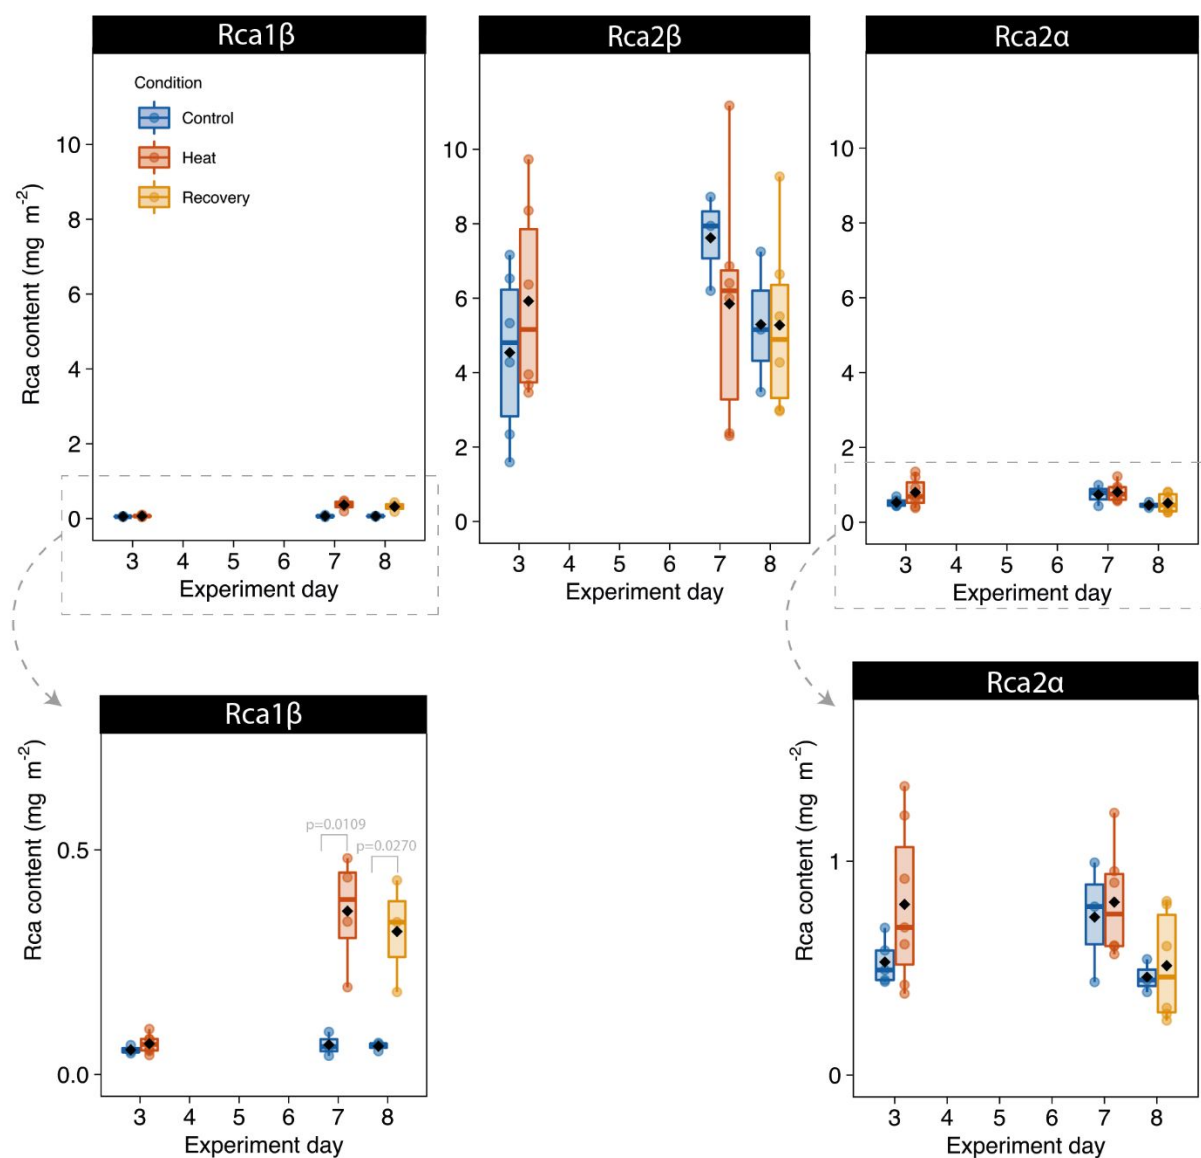 Rca1β
Rca content (mg m-2)
Condition
Control
Heat
Recovery
10
8
6
4
2
0
3 4 5 6 7 8
Experiment day
Rca2β
10
8
6
4
2
0
3 4 5 6 7 8
Experiment day
Rca2α
Rca content (mg m-2)
10
8
6
4
2
0
3 4 5 6 7 8
Experiment day
Rca1β
Rca content (mg m-2)
p=0.0109
p=0.0270
0.5
0.0
3 4 5 6 7 8
Experiment day
Rca2α
Rca content (mg m-2)
1
0
3 4 5 6 7 8
Experiment day